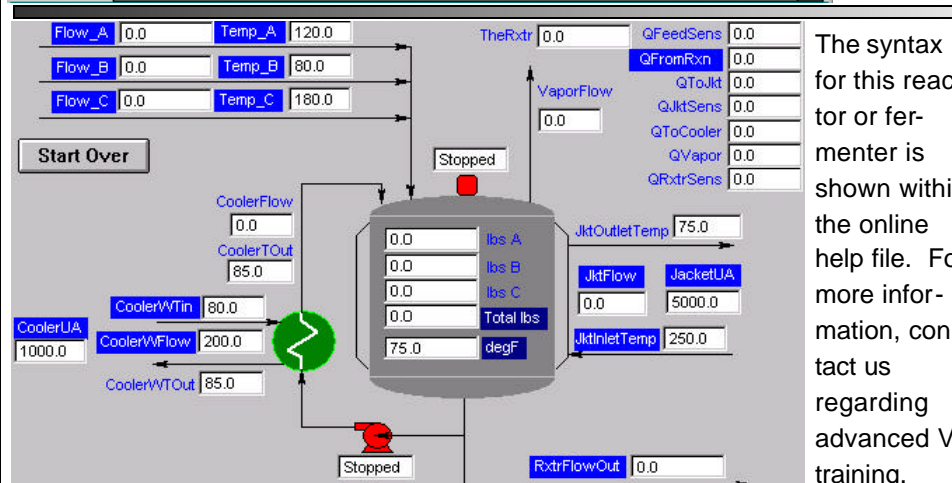 Flow_A 0.0 Temp_A 120.0
Flow_B 0.0 Temp_B 80.0
Flow_C 0.0 Temp_C 180.0
Start Over
TheRxtr 0.0
VaporFlow
0.0
QFeedSens 0.0
QFromRxn 0.0
QToJkt 0.0
QJktSens 0.0
QToCooler 0.0
QVapor 0.0
QRxtrSens 0.0
Stopped
CoolerFlow
0.0
CoolerTOut
85.0
CoolerWTin 80.0
CoolerUA
1000.0
CoolerWFlow 200.0
CoolerWTOut 85.0
0.0 lbs A
0.0 lbs B
0.0 lbs C
0.0 Total lbs
75.0 degF
JktOutletTemp 75.0
JktFlow JacketUA
0.0 5000.0
JktInletTemp 250.0
Stopped
RxtrFlowOut 0.0
The syntax
for this reac
tor or fer-
menter is
shown withi
the online
help file. Fo
more infor-
mation, con
tact us
regarding
advanced V
training.